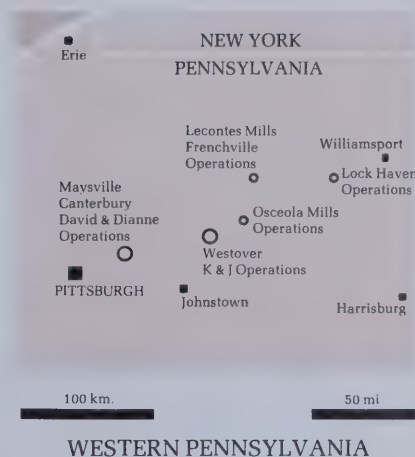 NEW YORK
PENNSYLVANIA
Erie
Lecontes Mills
Frenchville
Operations
Williamsport
Lock Haven
Operations
Maysville
Canterbury
David & Dianne
Operations
Osceola Mills
Operations
Westover
K & J Operations
PITTSBURGH
Johnstown
Harrisburg
100 km.
50 mi
WESTERN PENNSYLVANIA